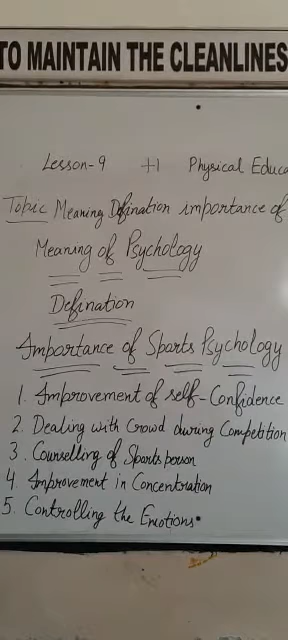 TO MAINTAIN THE CLEANLINES
Lesson-9 +1 Physical Educa
Topic Meaning Defination importance of
Meaning of Psychology
Defination
Importance of Sports Psychology
1. Improvement of self-Confidence
2. Dealing with Crowd during Competition
3. Counselling of Sports person
4. Improvement in Concentration
5. Controlling the Emotions.